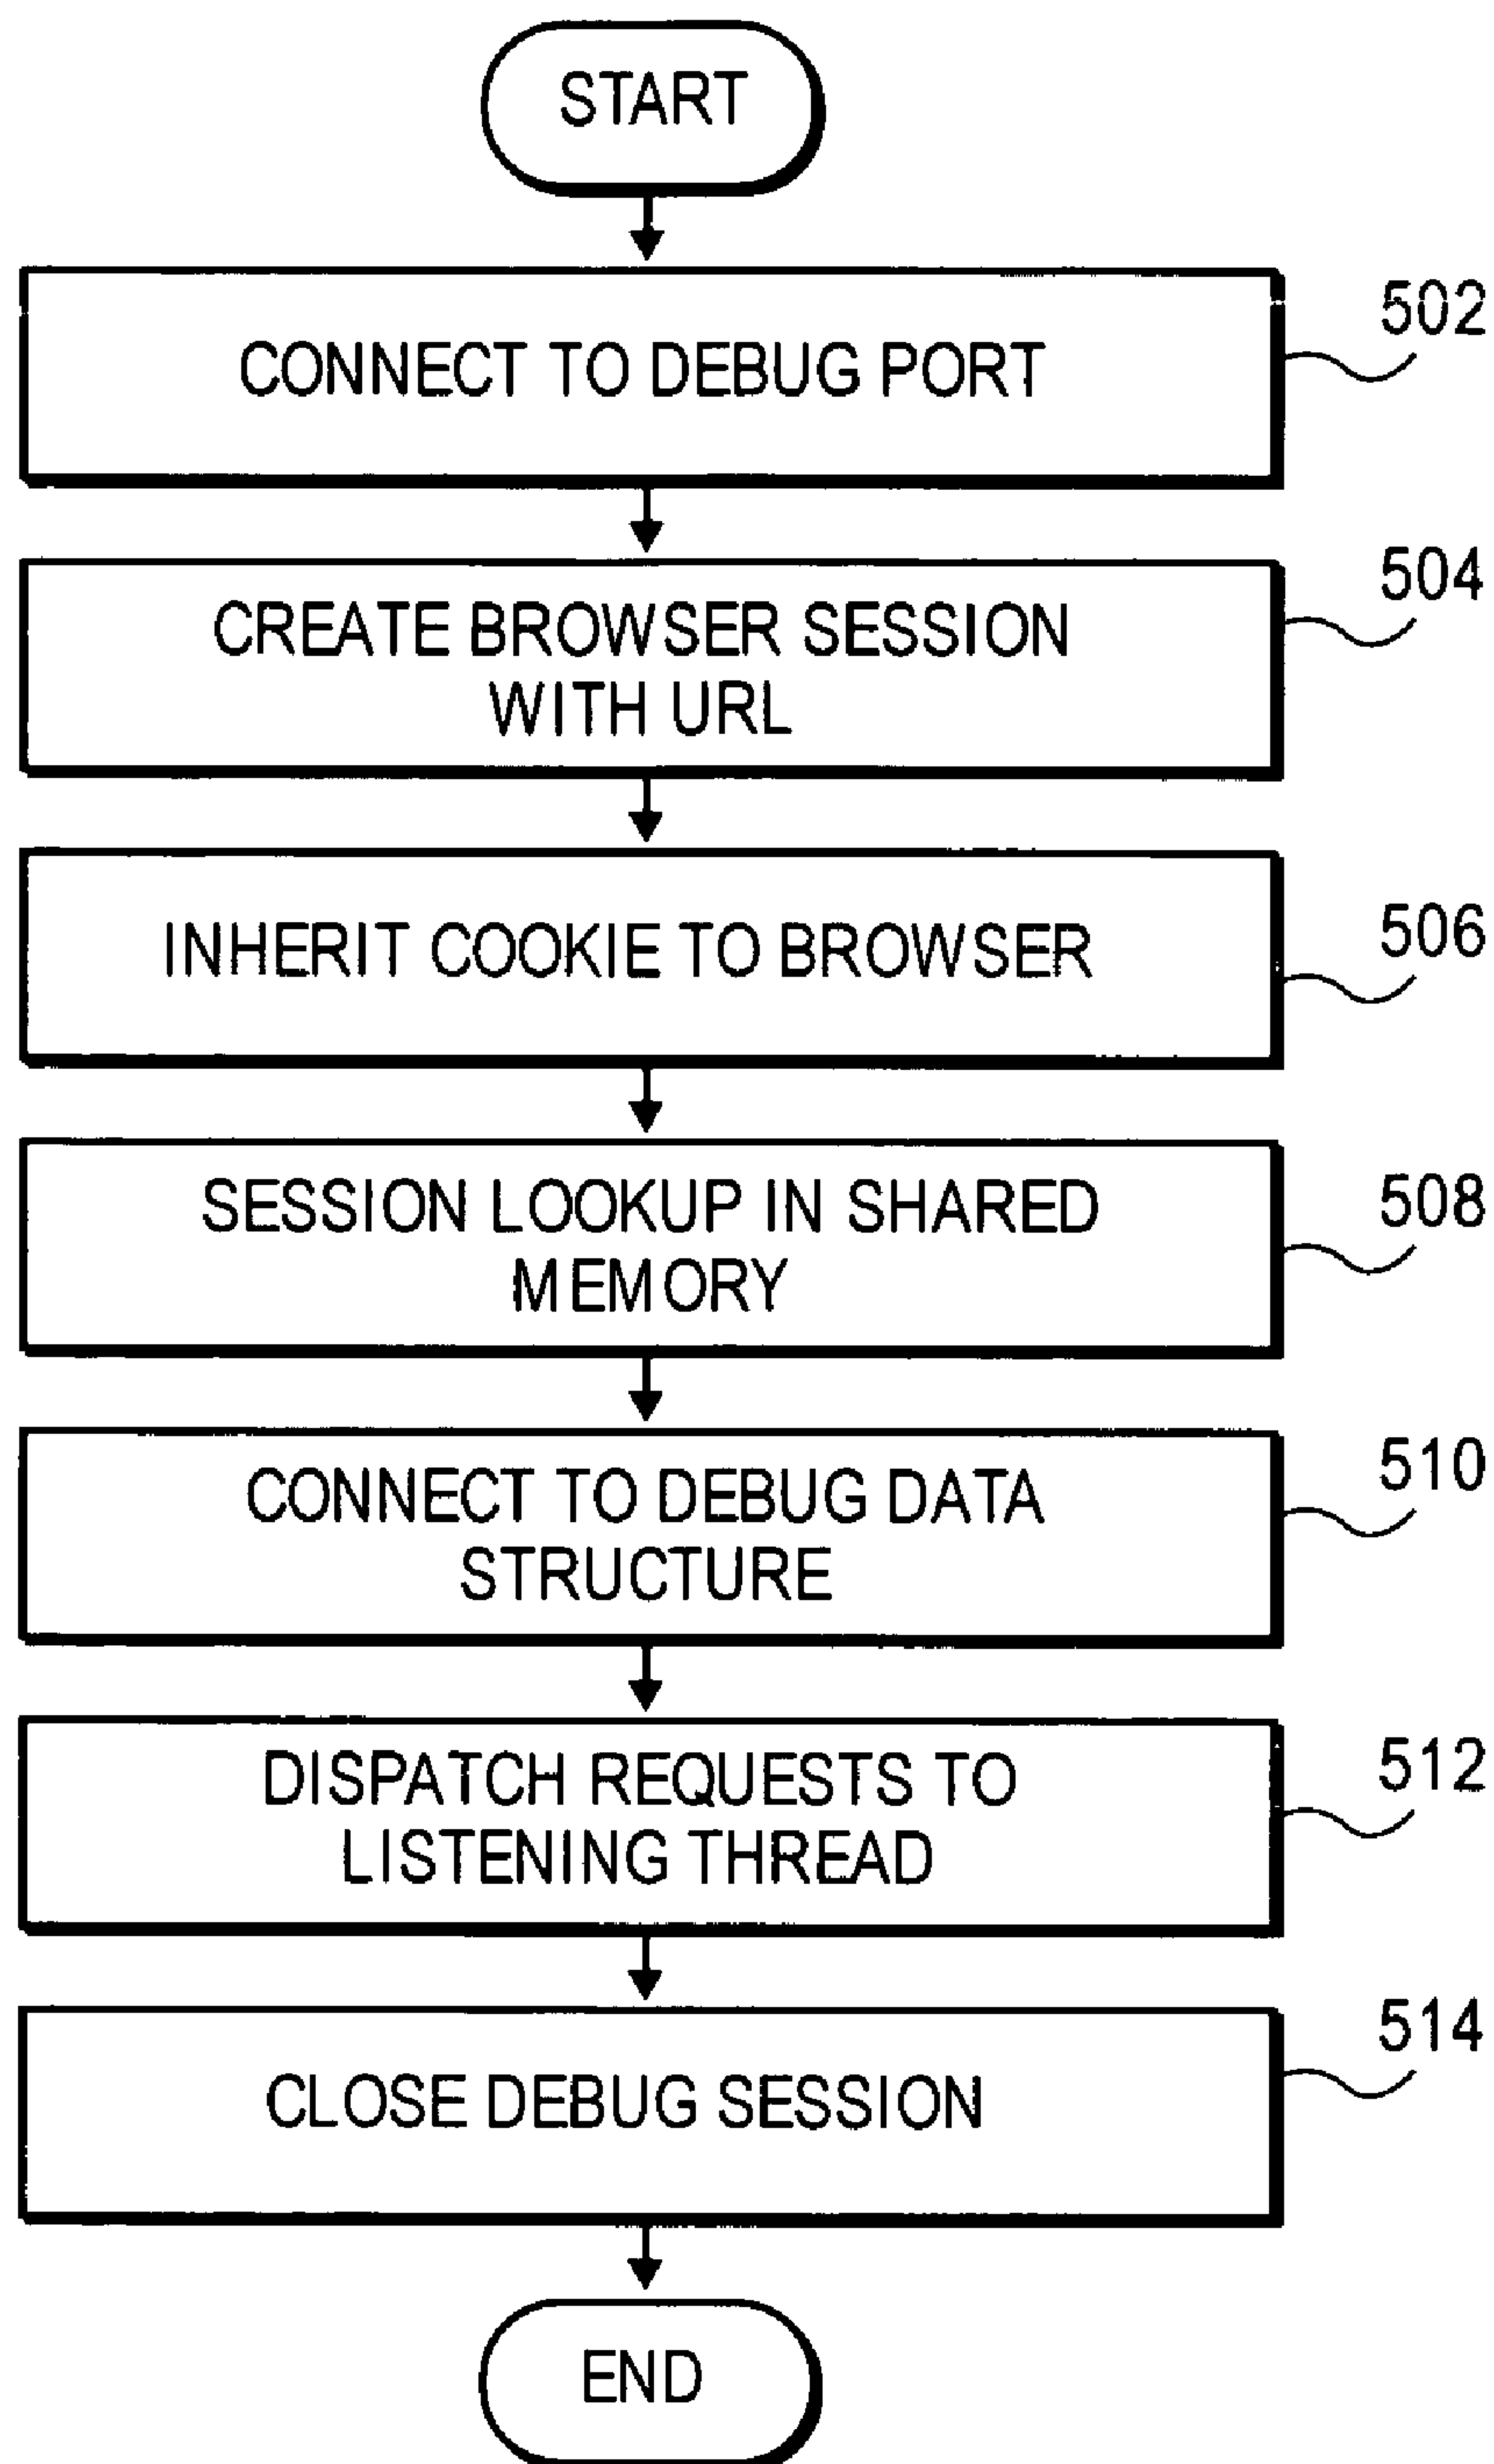 START
502
CONNECT TO DEBUG PORT
504
CREATE BROWSER SESSION
WITH URL
506
INHERIT COOKIE TO BROWSER
508
SESSION LOOKUP IN SHARED
MEMORY
510
CONNECT TO DEBUG DATA
STRUCTURE
512
DISPATCH REQUESTS TO
LISTENING THREAD
514
CLOSE DEBUG SESSION
END